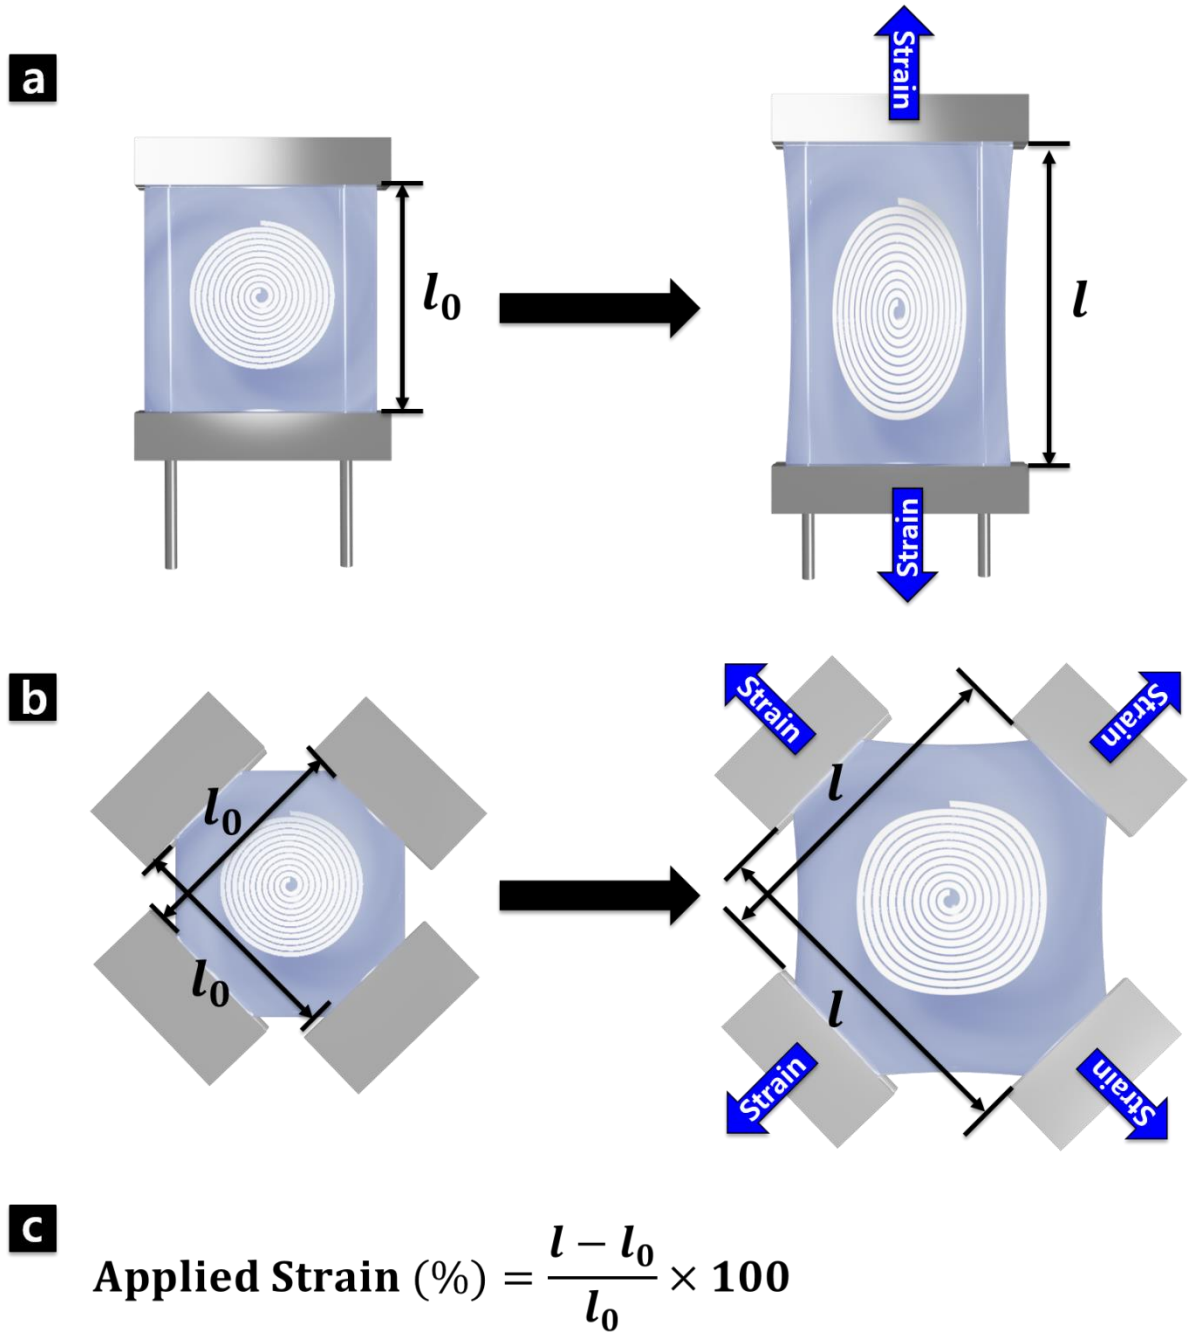 a
Strain
l₀
l
Strain
b
Strain
Strain
l₀
l
l₀
l
Strain
Strain
c
Applied Strain (%) = (l − l₀) / l₀ × 100